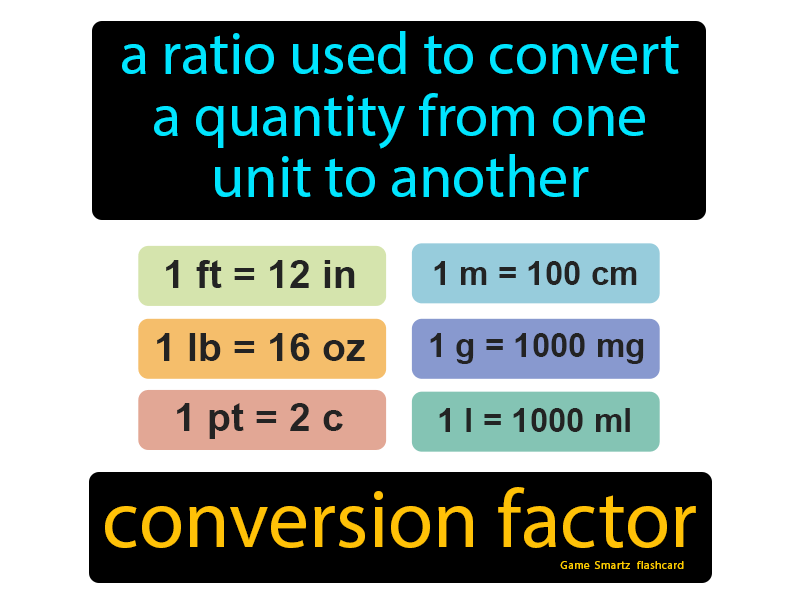 a ratio used to convert
a quantity from one
unit to another
1 ft = 12 in
1 m = 100 cm
1 lb = 16 oz
1 g = 1000 mg
1 pt = 2 c
1 l = 1000 ml
conversion factor
Game Smartz flashcard